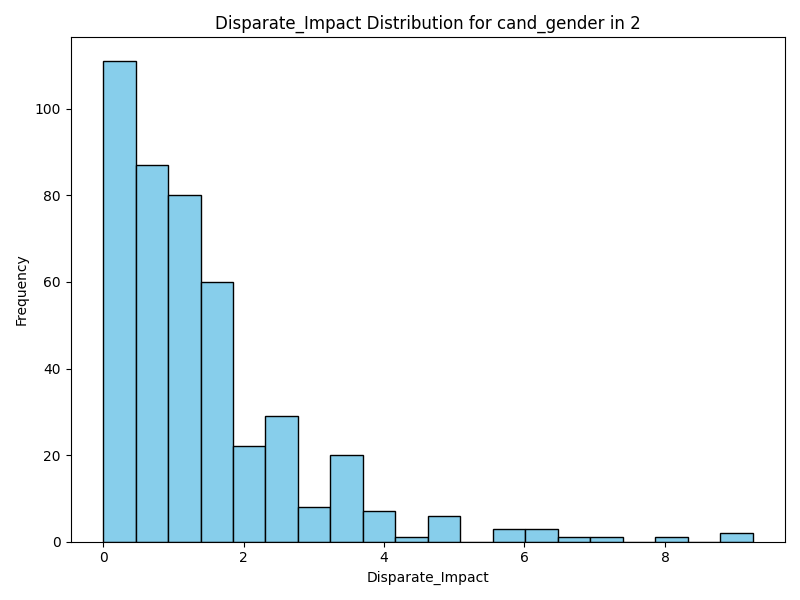 Disparate_Impact Distribution for cand_gender in 2
Frequency
100
80
60
40
20
0
0 2 4 6 8
Disparate_Impact